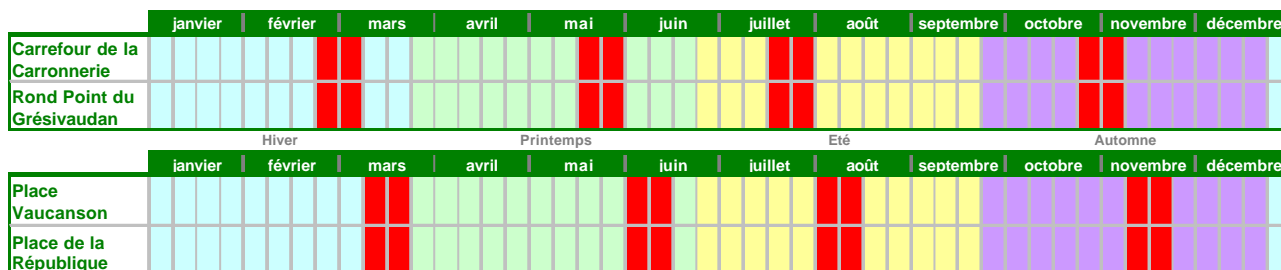 janvier février mars avril mai juin juillet août septembre octobre novembre décembre
Carrefour de la
Carronnerie
Rond Point du
Grésivaudan
Hiver Printemps Eté Automne
janvier février mars avril mai juin juillet août septembre octobre novembre décembre
Place
Vaucanson
Place de la
République